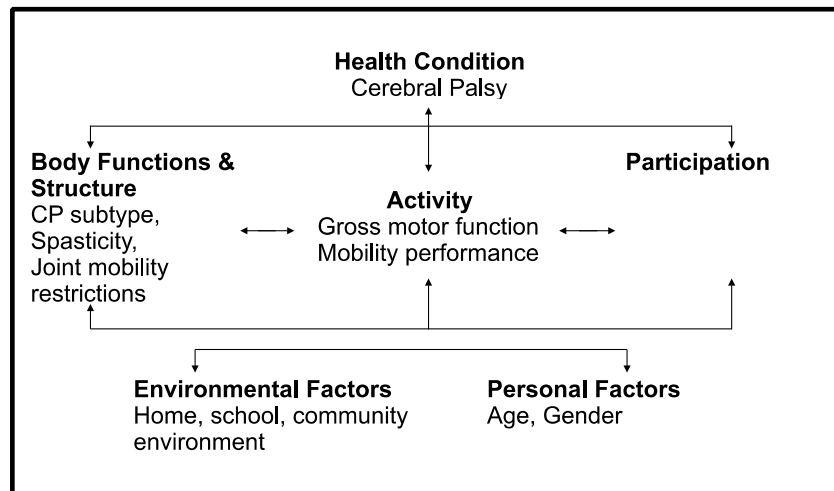 Health Condition
Cerebral Palsy
Body Functions &
Structure
CP subtype,
Spasticity,
Joint mobility
restrictions
Activity
Gross motor function
Mobility performance
Participation
Environmental Factors
Home, school, community
environment
Personal Factors
Age, Gender